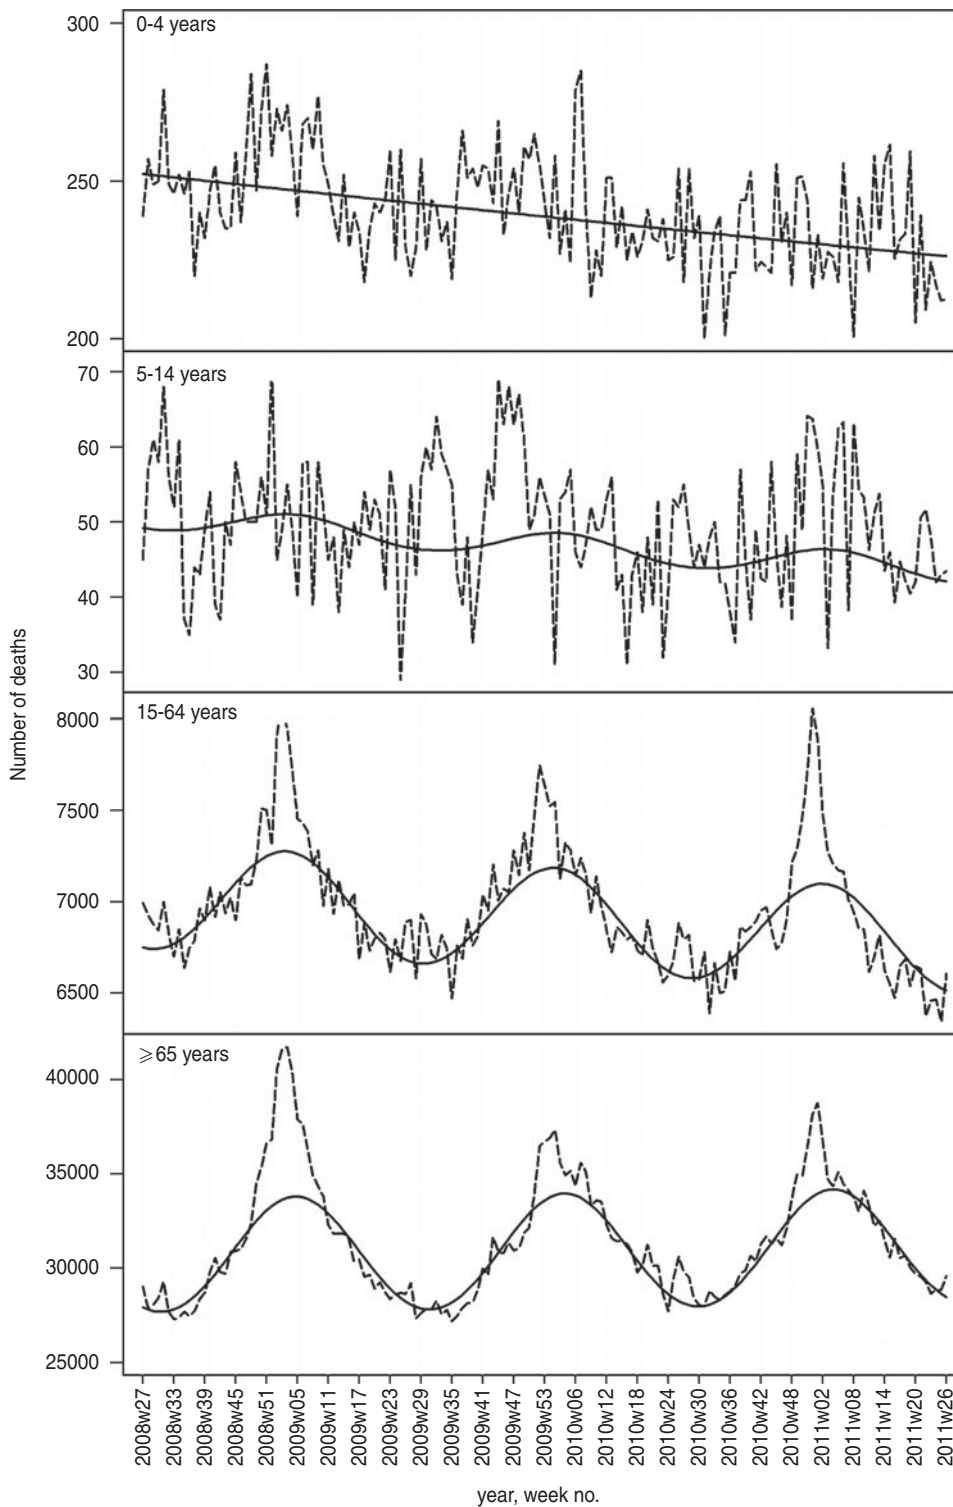 300
0-4 years
250
200
70
5-14 years
60
50
40
30
Number of deaths
8000
15-64 years
7500
7000
6500
⩾65 years
40000
35000
30000
25000
2008w27
2008w33
2008w39
2008w45
2008w51
2009w05
2009w11
2009w17
2009w23
2009w29
2009w35
2009w41
2009w47
2009w53
2010w06
2010w12
2010w18
2010w24
2010w30
2010w36
2010w42
2010w48
2011w02
2011w08
2011w14
2011w20
2011w26
year, week no.